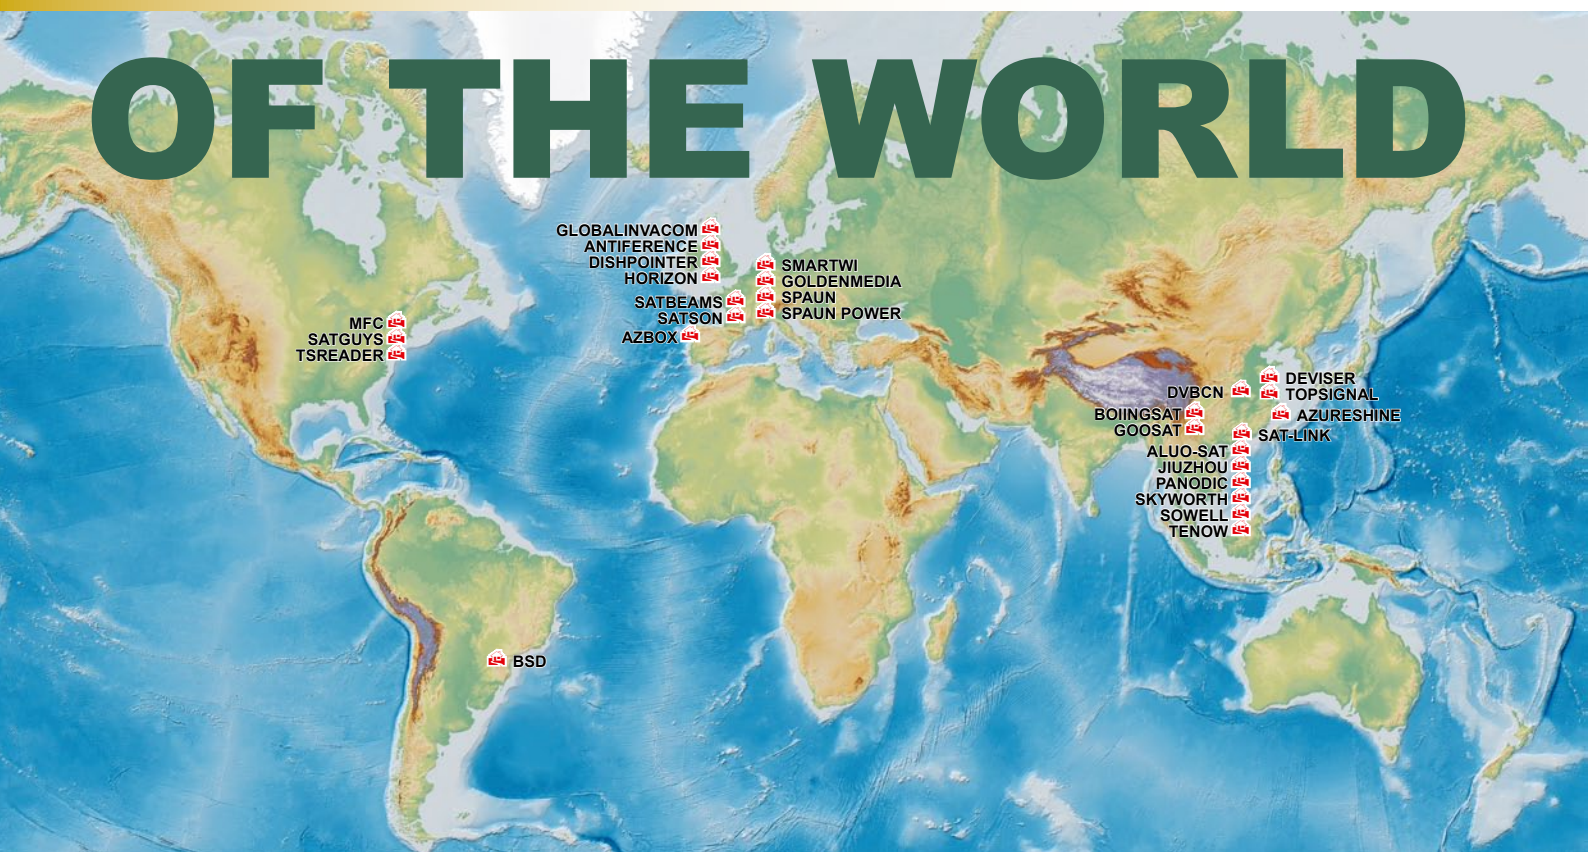 OF THE WORLD
GLOBALINVACOM
ANTIFERENCE
DISHPOINTER
HORIZON
SMARTWI
GOLDENMEDIA
SPAUN
SPAUN POWER
SATBEAMS
SATSON
AZBOX
MFC
SATGUYS
TSREADER
DEVISER
TOPSIGNAL
DVBCN
AZURESHINE
BOIINGSAT
GOOSAT
SAT-LINK
ALUO-SAT
JIUZHOU
PANODIC
SKYWORTH
SOWELL
TENOW
BSD